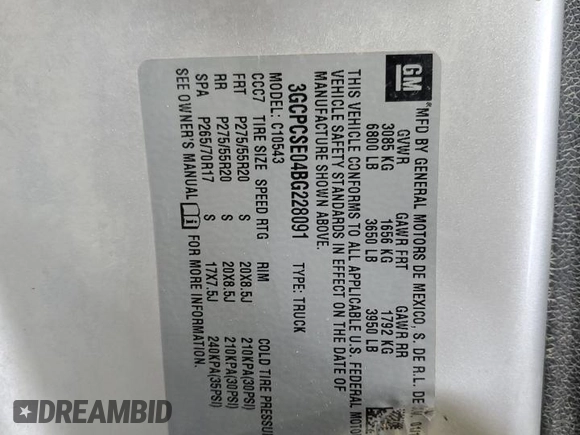 GM
® MFD BY GENERAL MOTORS DE MEXICO, S. DE R.L. DE
GVWR GAWR FRT GAWR RR
3085 KG 1656 KG 1792 KG
6800 LB 3650 LB 3950 LB
THIS VEHICLE CONFORMS TO ALL APPLICABLE U.S. FEDERAL
VEHICLE SAFETY STANDARDS IN EFFECT ON THE DATE OF
MANUFACTURE SHOWN ABOVE.
3GCPCSE04BG228091 TYPE: TRUCK
MODEL: C10543
CCC7 TIRE SIZE SPEED RTG RIM COLD TIRE
FRT P275/55R20 S 20X8.5J 210KPA(30PSI)
RR P275/55R20 S 20X8.5J 210KPA(30PSI)
SPA P265/70R17 S 17X7.5J 240KPA(35PSI)
SEE OWNER'S MANUAL FOR MORE INFORMATION.
DREAMBID